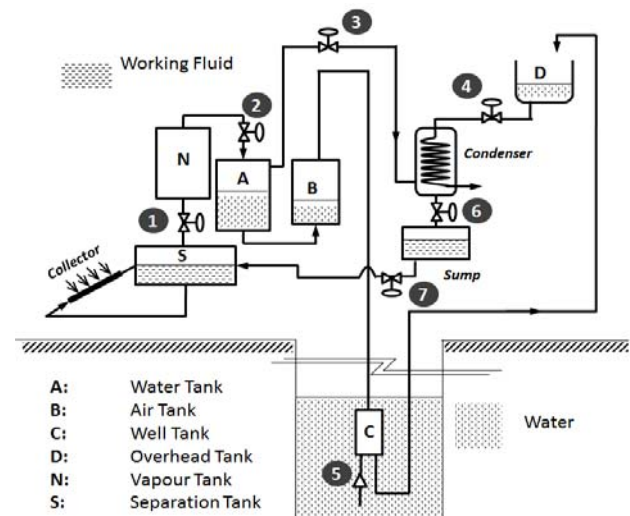 3
Working Fluid
4
D
2
Condenser
N
A
B
1
6
S
Collector
Sump
7
A: Water Tank
B: Air Tank
C: Well Tank
D: Overhead Tank
N: Vapour Tank
S: Separation Tank
C
Water
5